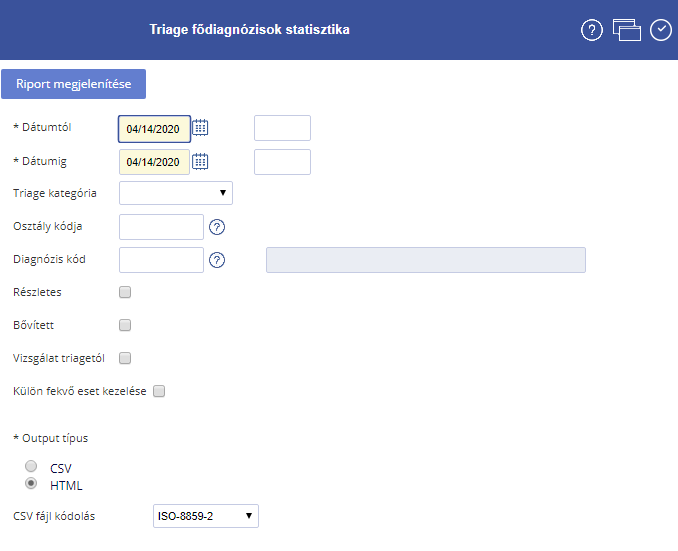 Triage fődiagnózisok statisztika
Riport megjelenítése
* Dátumtól 04/14/2020
* Dátumig 04/14/2020
Triage kategória
Osztály kódja
Diagnózis kód
Részletes
Bővített
Vizsgálat triagetól
Külön fekvő eset kezelése
* Output típus
CSV
HTML
CSV fájl kódolás ISO-8859-2